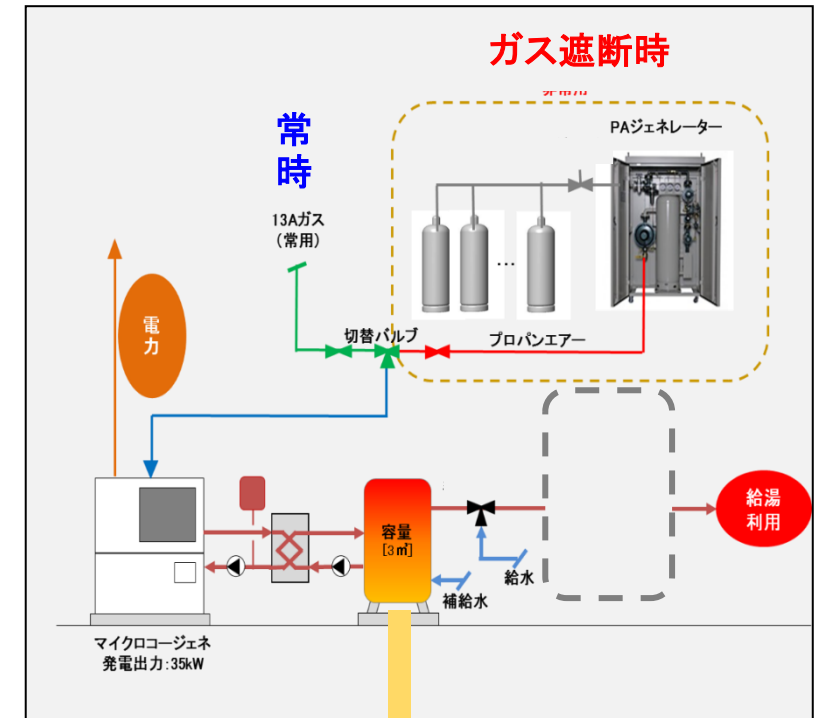 ガス遮断時
常
時
PAジェネレーター
13Aガス
（常用）
…
切替バルブ
プロパンエアー
電
力
容量
[3㎥]
給湯
利用
給水
補給水
マイクロコージェネ
発電出力:35kW